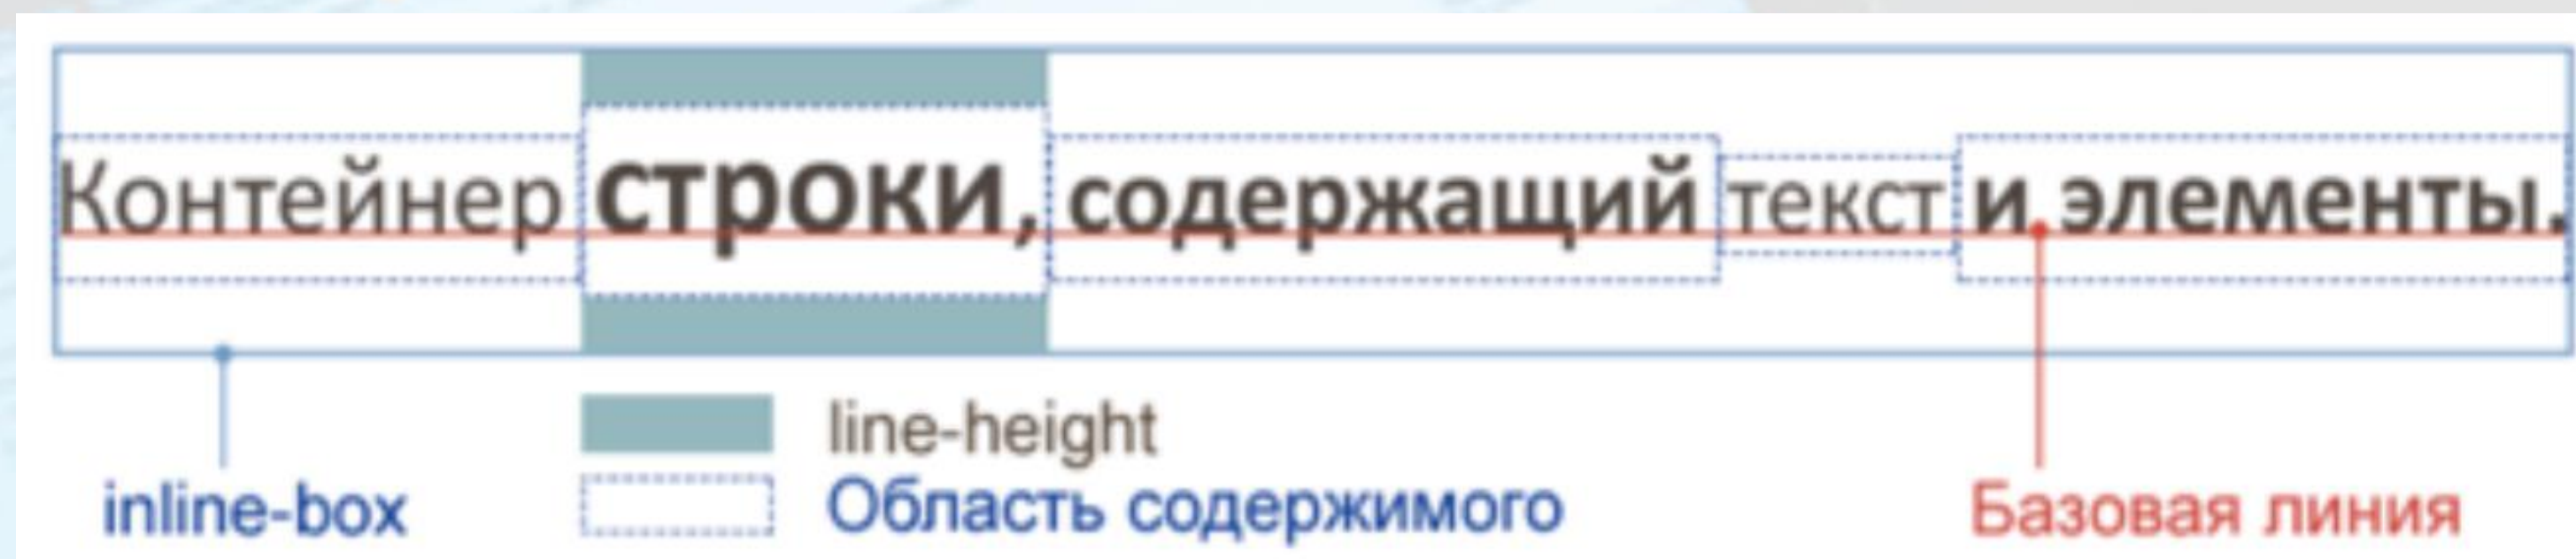 Контейнер строки, содержащий текст и элементы.
line-height
inline-box
Область содержимого
Базовая линия